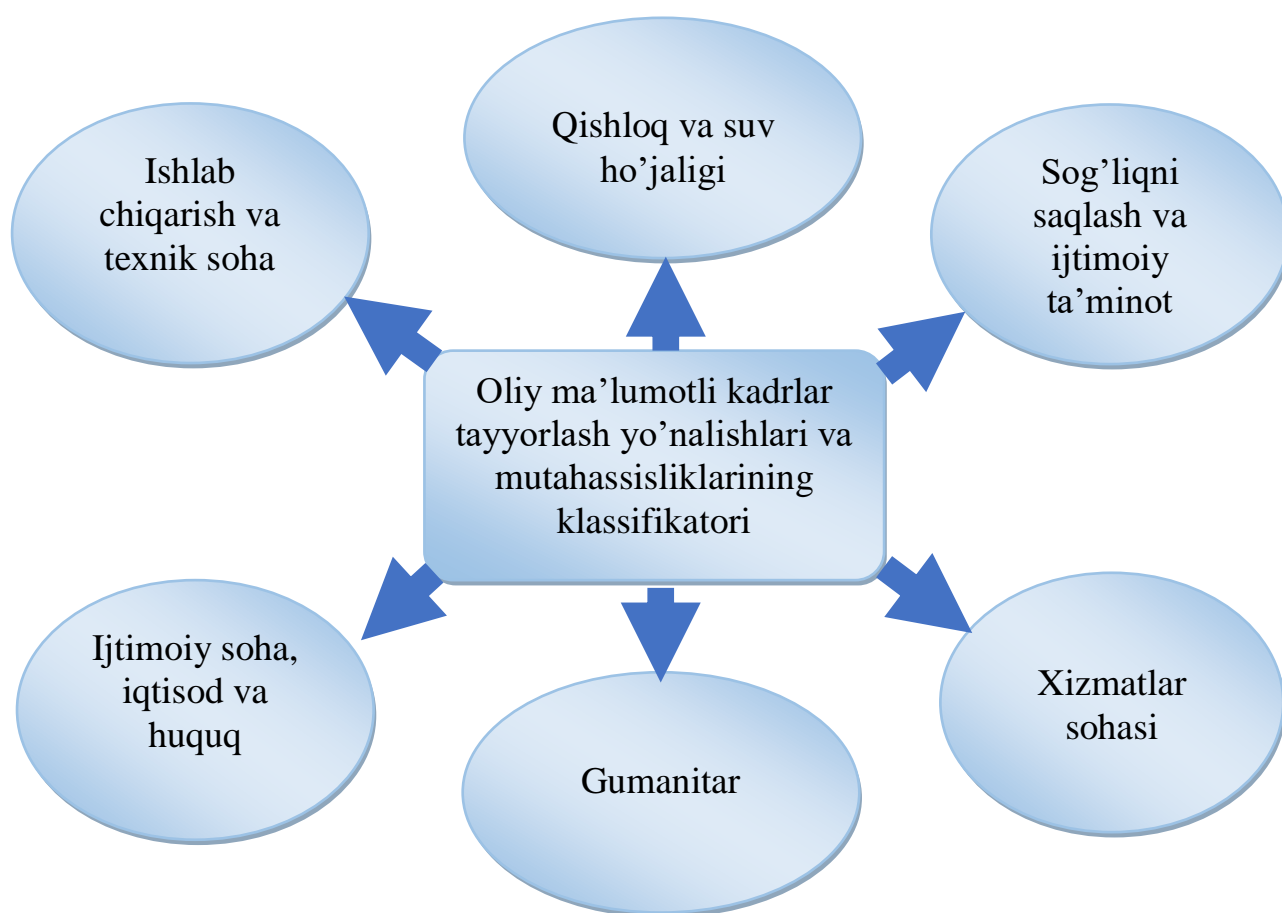 Qishloq va suv
ho’jaligi
Ishlab
chiqarish va
texnik soha
Sog’liqni
saqlash va
ijtimoiy
ta’minot
Oliy ma’lumotli kadrlar
tayyorlash yo’nalishlari va
mutahassisliklarining
klassifikatori
Ijtimoiy soha,
iqtisod va
huquq
Gumanitar
Xizmatlar
sohasi